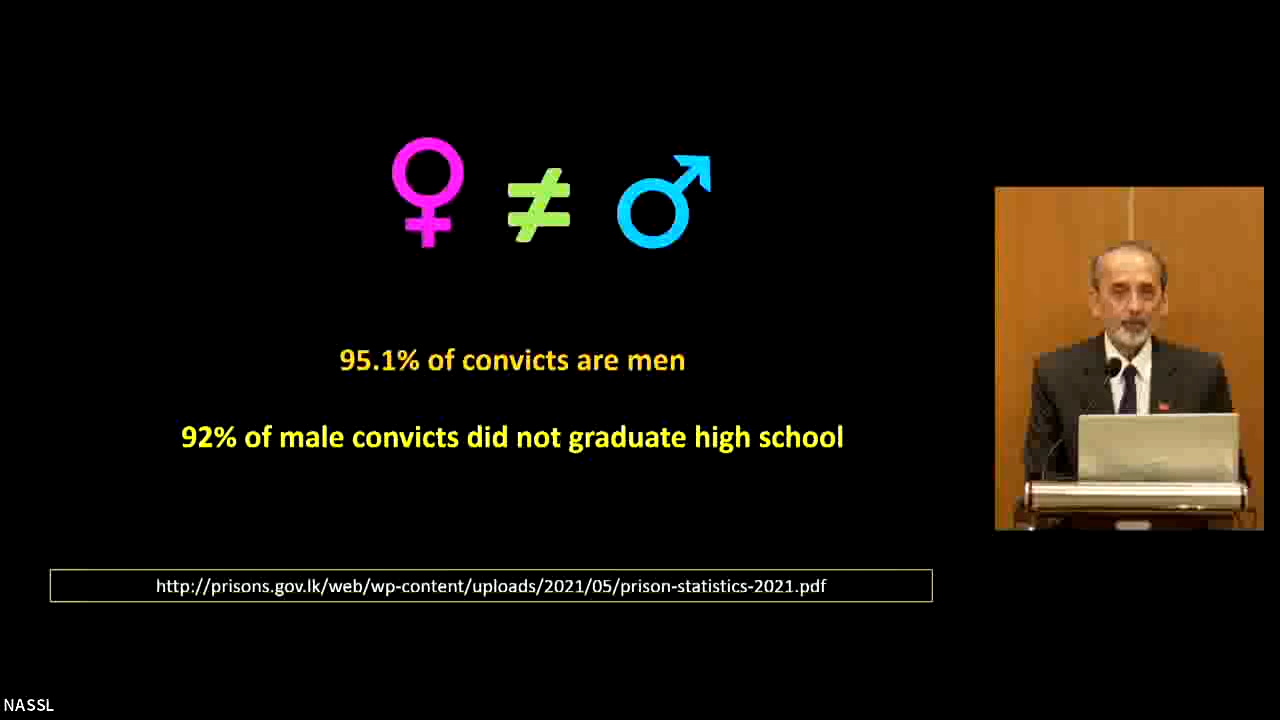 95.1% of convicts are men
92% of male convicts did not graduate high school
http://prisons.gov.lk/web/wp-content/uploads/2021/05/prison-statistics-2021.pdf
NASSL